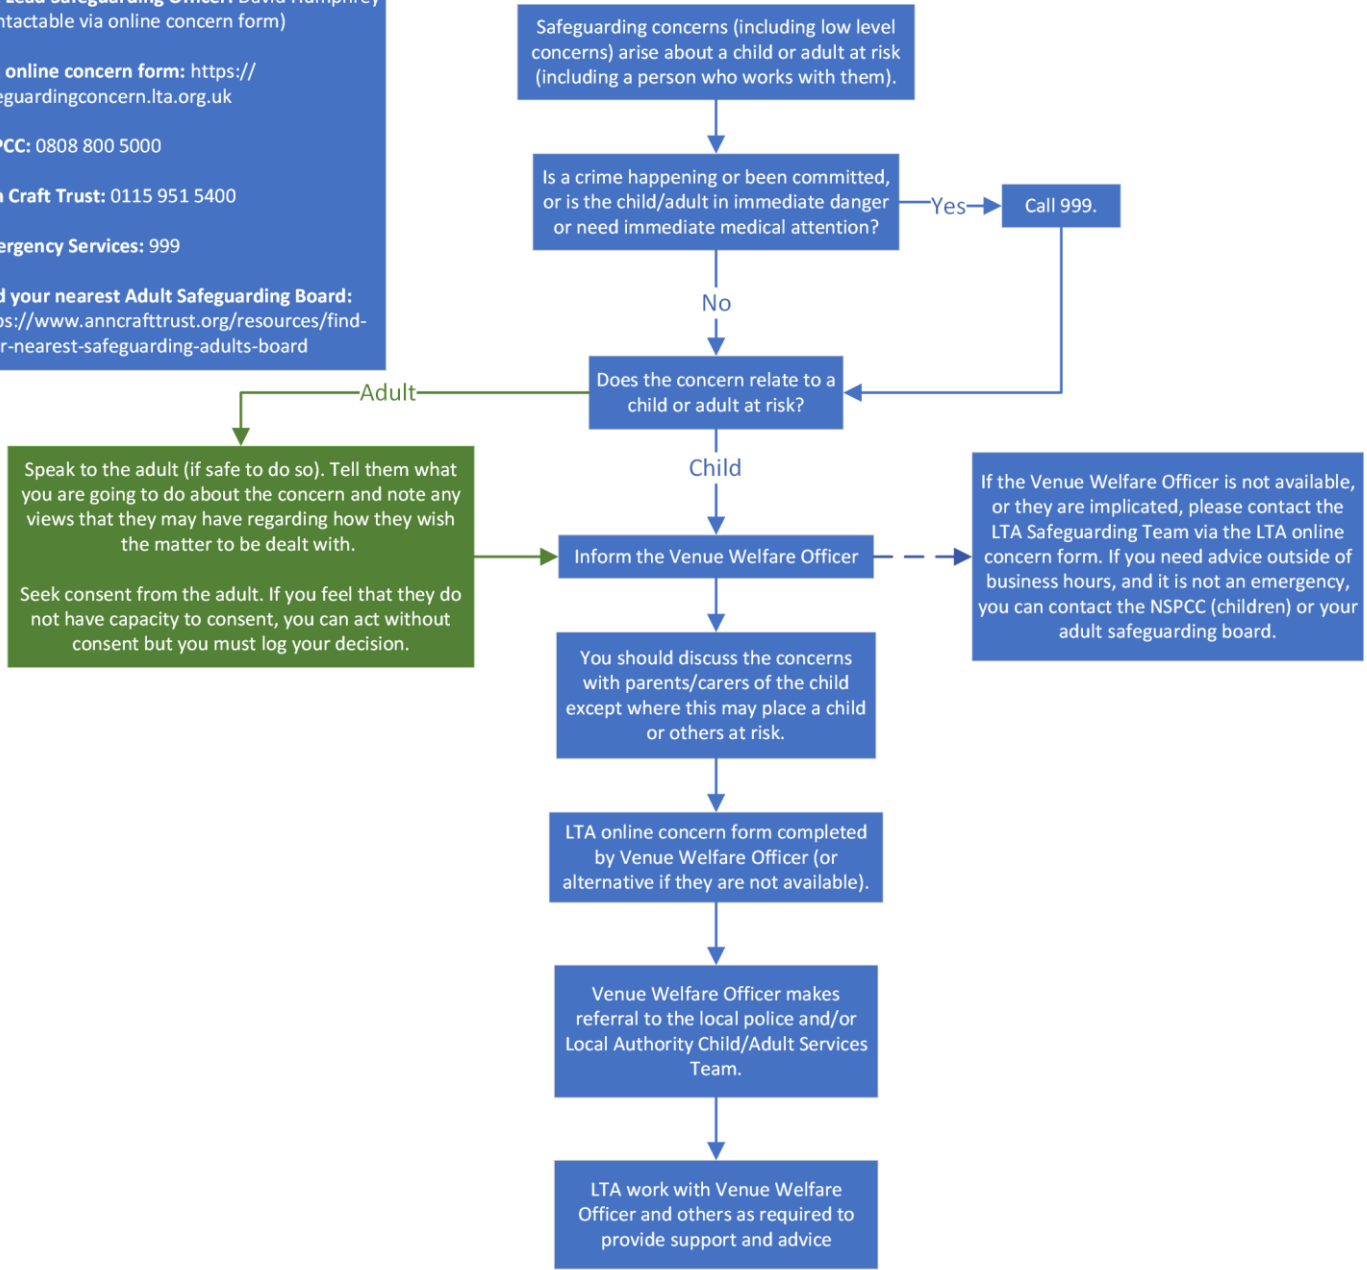 Lead Safeguarding Officer: David Humphrey
ntactable via online concern form)
online concern form: https://
eguardingconcern.lta.org.uk
PCC: 0808 800 5000
n Craft Trust: 0115 951 5400
ergency Services: 999
d your nearest Adult Safeguarding Board:
ps://www.anncrafttrust.org/resources/find-
r-nearest-safeguarding-adults-board
Safeguarding concerns (including low level
concerns) arise about a child or adult at risk
(including a person who works with them).
Is a crime happening or been committed,
or is the child/adult in immediate danger
or need immediate medical attention?
Yes
Call 999.
No
Does the concern relate to a
child or adult at risk?
Adult
Child
Speak to the adult (if safe to do so). Tell them what
you are going to do about the concern and note any
views that they may have regarding how they wish
the matter to be dealt with.
Seek consent from the adult. If you feel that they do
not have capacity to consent, you can act without
consent but you must log your decision.
Inform the Venue Welfare Officer
If the Venue Welfare Officer is not available,
or they are implicated, please contact the
LTA Safeguarding Team via the LTA online
concern form. If you need advice outside of
business hours, and it is not an emergency,
you can contact the NSPCC (children) or your
adult safeguarding board.
You should discuss the concerns
with parents/carers of the child
except where this may place a child
or others at risk.
LTA online concern form completed
by Venue Welfare Officer (or
alternative if they are not available).
Venue Welfare Officer makes
referral to the local police and/or
Local Authority Child/Adult Services
Team.
LTA work with Venue Welfare
Officer and others as required to
provide support and advice